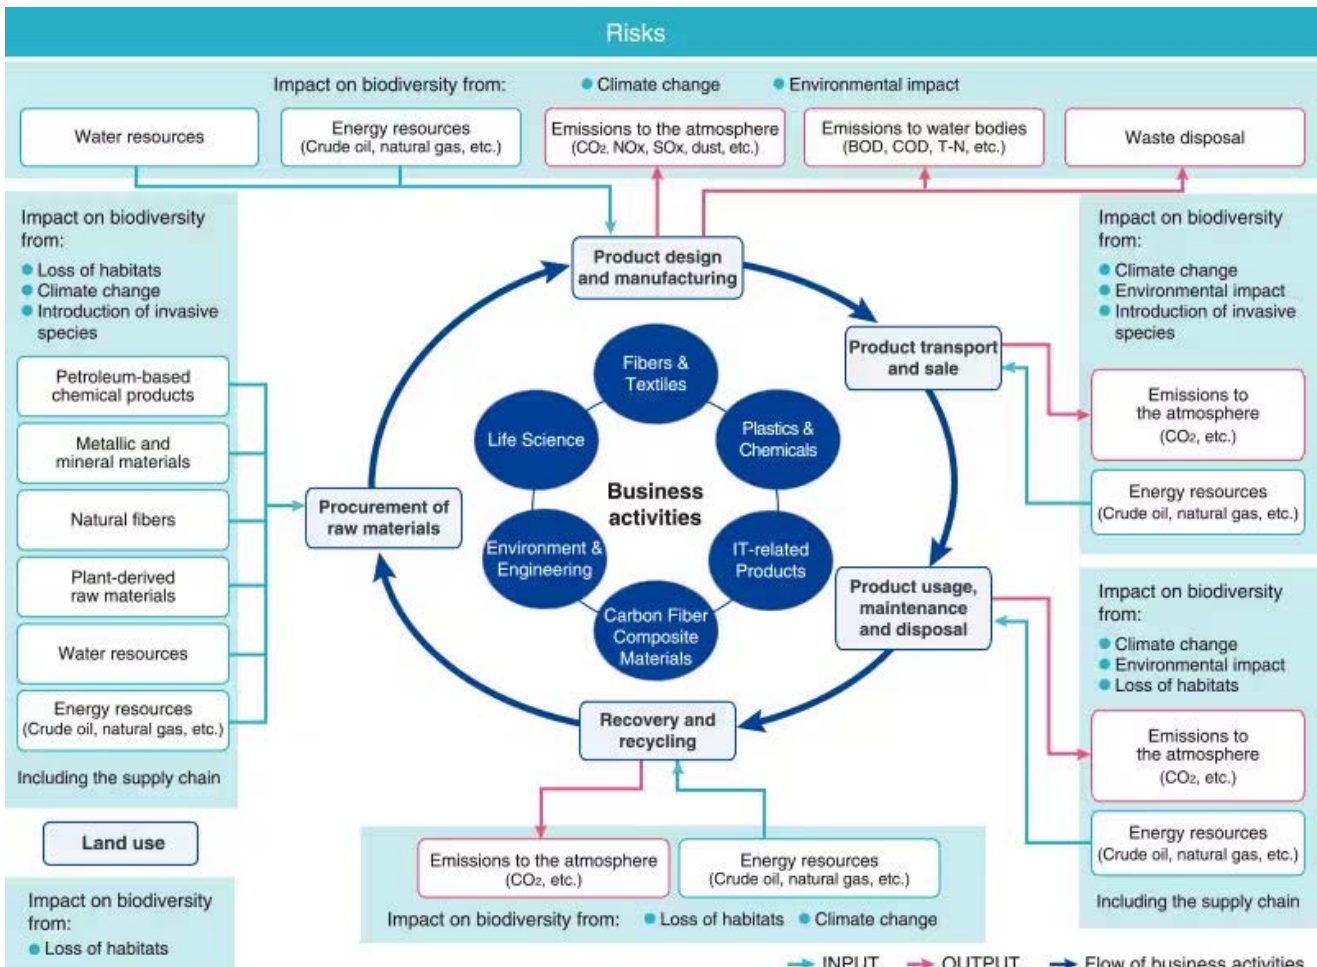 Risks
Impact on biodiversity from:
Climate change
Environmental impact
Water resources
Energy resources
(Crude oil, natural gas, etc.)
Emissions to the atmosphere
(CO₂, NOx, SOx, dust, etc.)
Emissions to water bodies
(BOD, COD, T-N, etc.)
Waste disposal
Impact on biodiversity
from:
Loss of habitats
Climate change
Introduction of invasive
species
Petroleum-based
chemical products
Metallic and
mineral materials
Natural fibers
Plant-derived
raw materials
Water resources
Energy resources
(Crude oil, natural gas, etc.)
Including the supply chain
Land use
Impact on biodiversity
from:
Loss of habitats
Product design
and manufacturing
Product transport
and sale
Product usage,
maintenance
and disposal
Recovery and
recycling
Procurement of
raw materials
Business
activities
Fibers &
Textiles
Plastics &
Chemicals
IT-related
Products
Carbon Fiber
Composite
Materials
Environment &
Engineering
Life Science
Impact on biodiversity
from:
Climate change
Environmental impact
Introduction of invasive
species
Emissions to
the atmosphere
(CO₂, etc.)
Energy resources
(Crude oil, natural gas, etc.)
Impact on biodiversity
from:
Climate change
Environmental impact
Loss of habitats
Emissions to
the atmosphere
(CO₂, etc.)
Energy resources
(Crude oil, natural gas, etc.)
Including the supply chain
Emissions to the atmosphere
(CO₂, etc.)
Energy resources
(Crude oil, natural gas, etc.)
Impact on biodiversity from:
Loss of habitats
Climate change
INPUT
OUTPUT
Flow of business activities